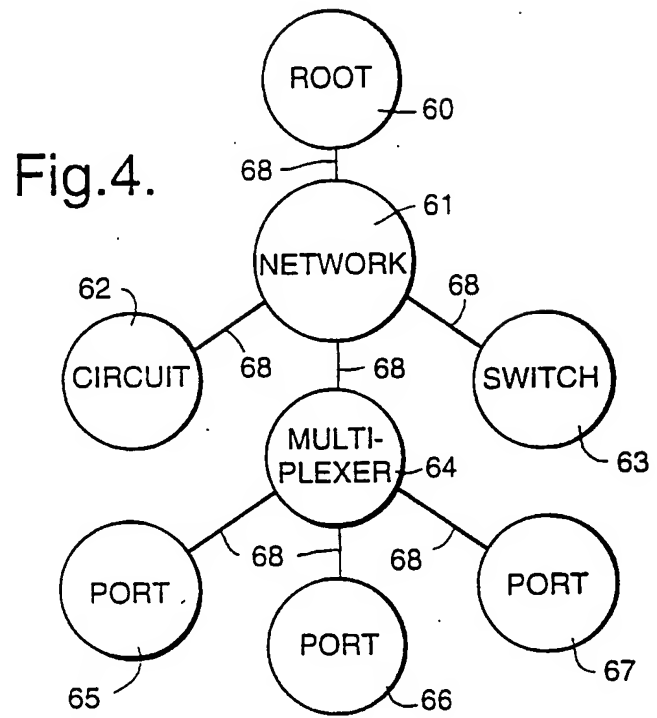 ROOT
60
Fig.4.
68
61
NETWORK
62
68
68
68
CIRCUIT
SWITCH
MULTI-
PLEXER
64
63
68
68
PORT
PORT
PORT
65
66
67